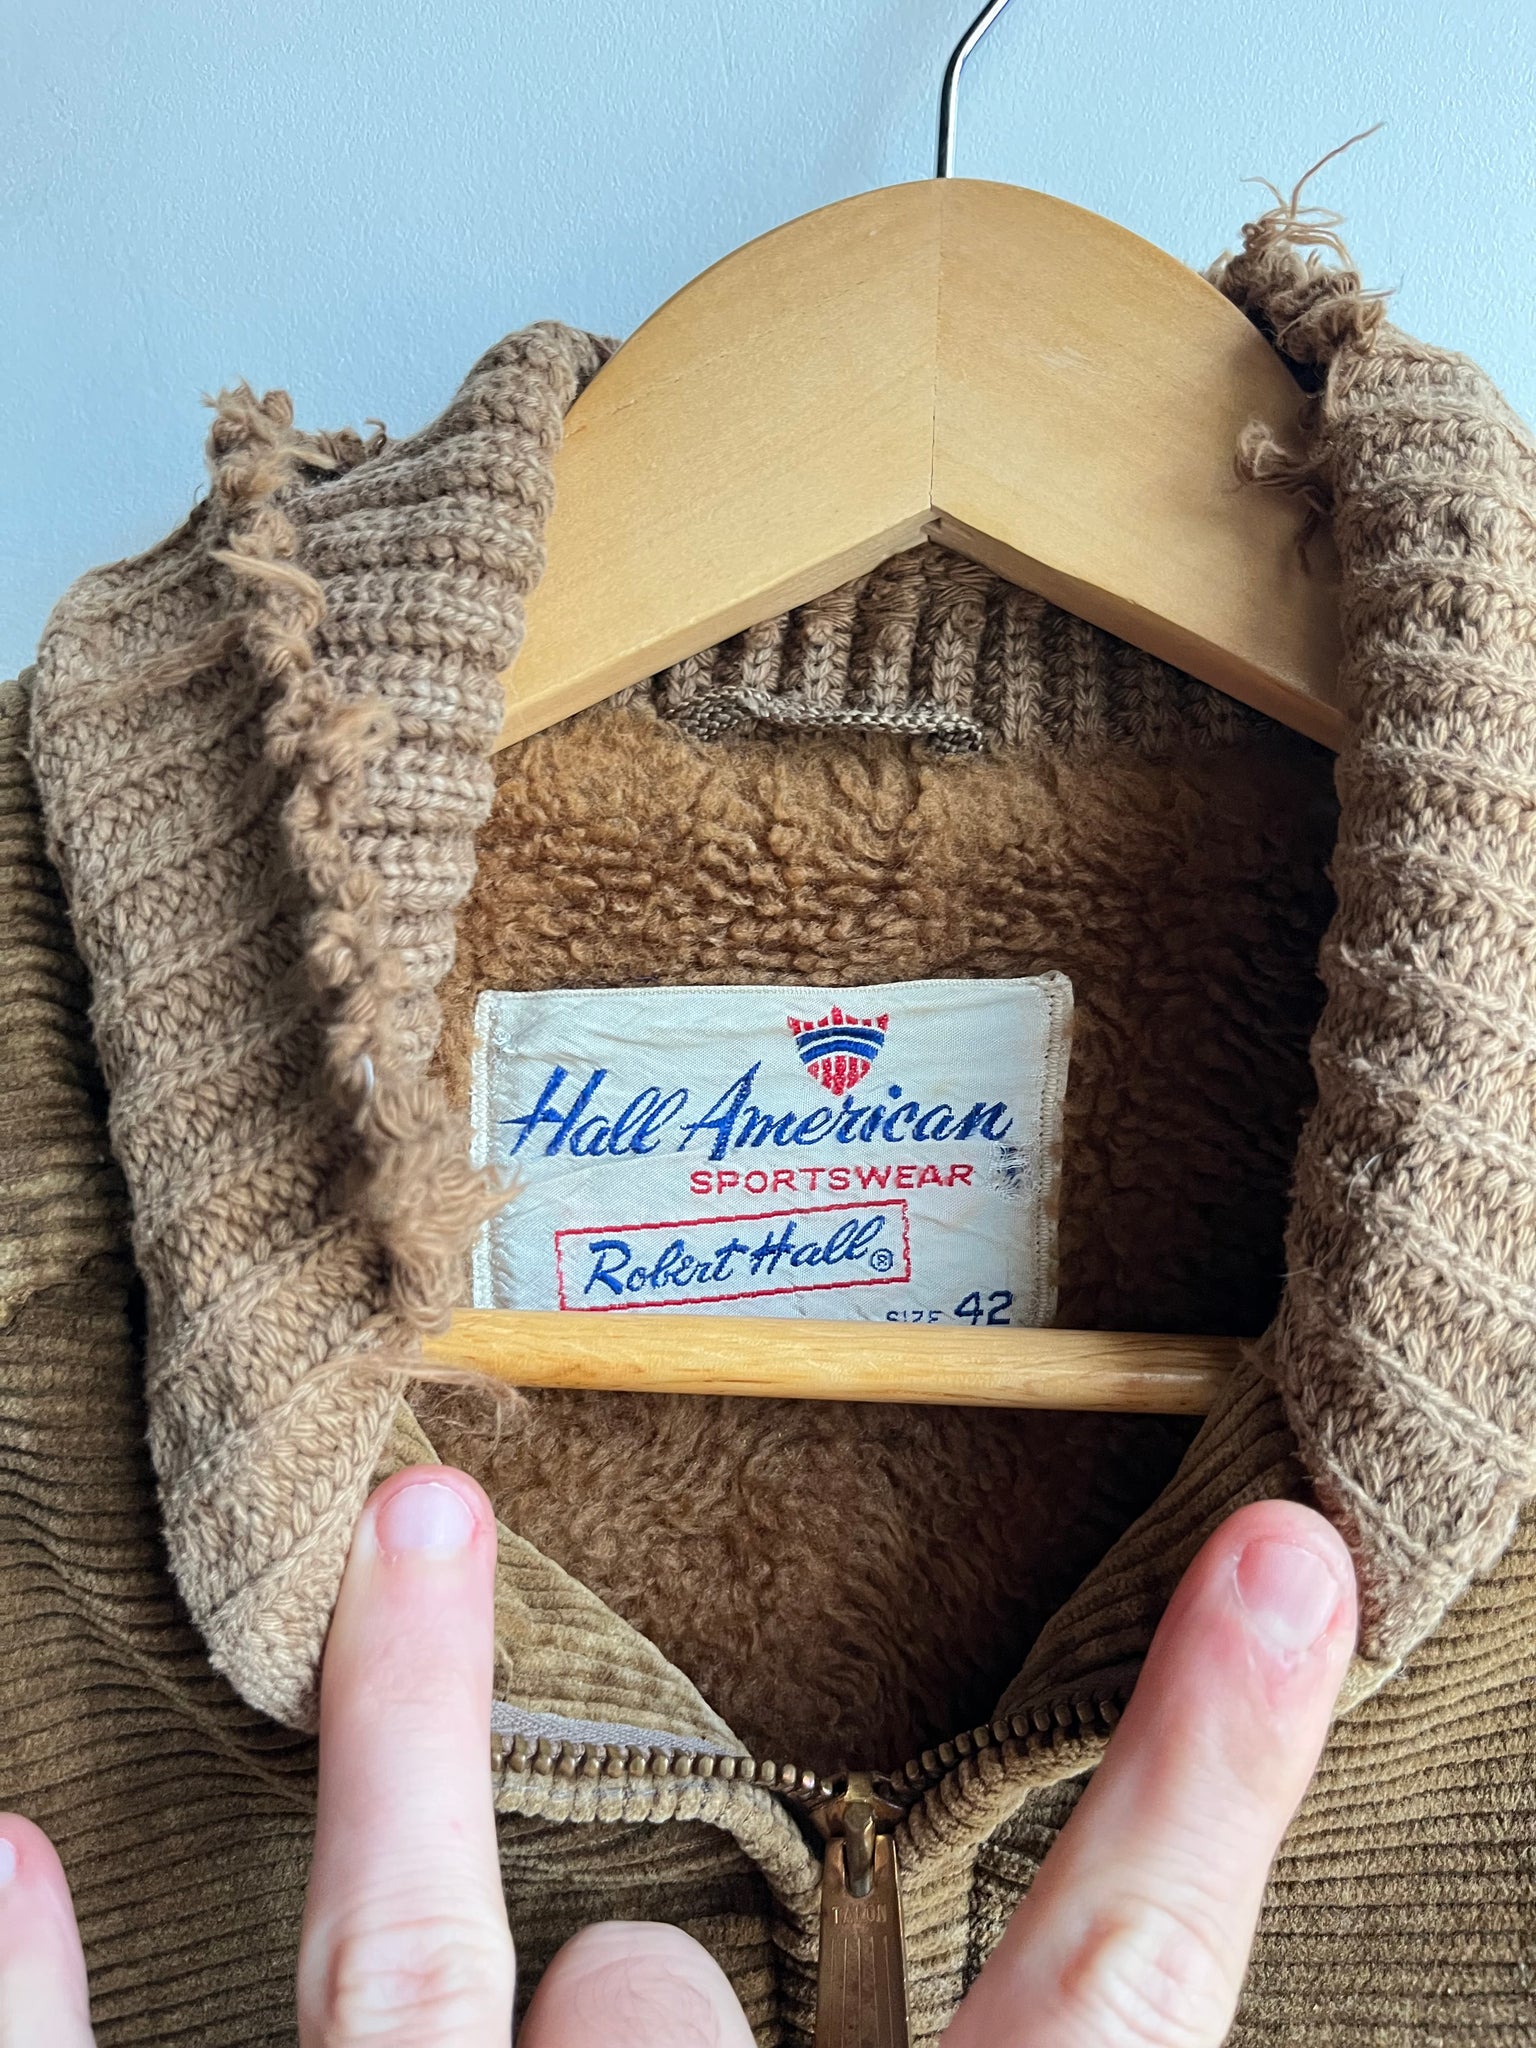 Hall American
SPORTSWEAR
Robert Hall®
SIZE 42
TALON